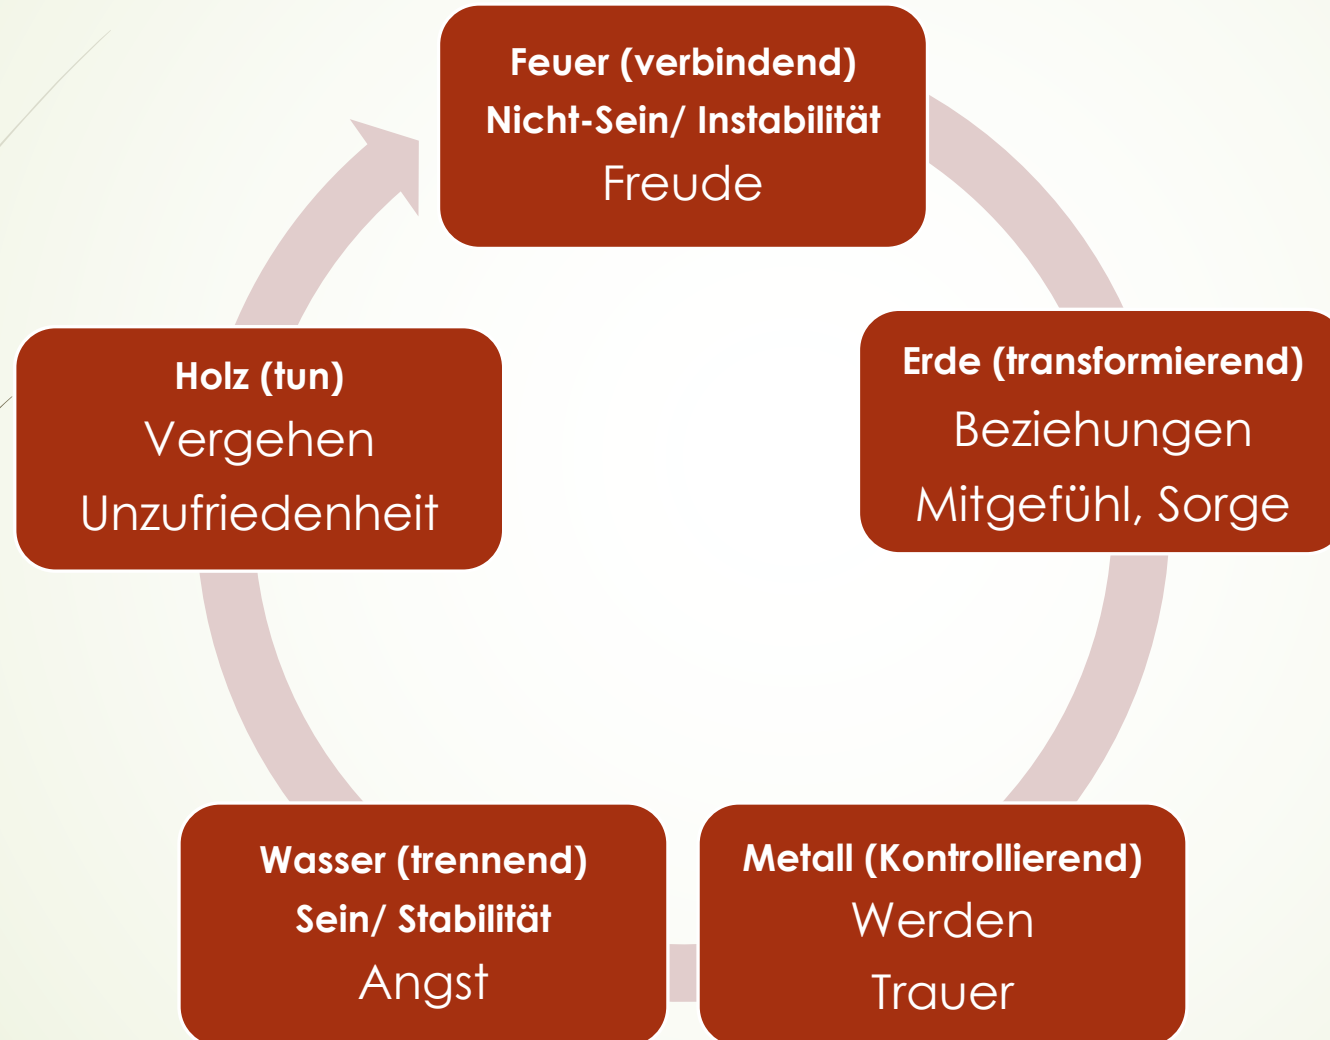 Feuer (verbindend)
Nicht-Sein/ Instabilität
Freude
Erde (transformierend)
Beziehungen
Mitgefühl, Sorge
Metall (Kontrollierend)
Werden
Trauer
Wasser (trennend)
Sein/ Stabilität
Angst
Holz (tun)
Vergehen
Unzufriedenheit